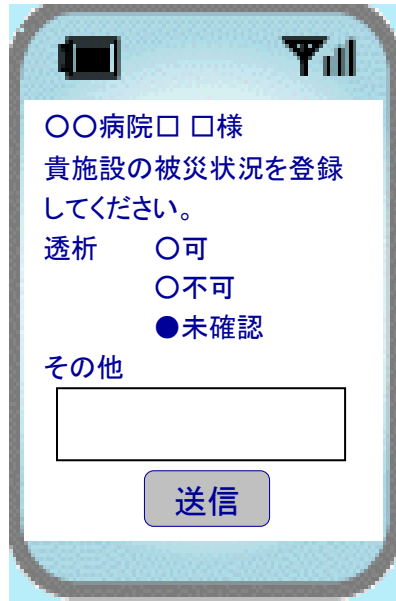 〇〇病院□ □様
貴施設の被災状況を登録
してください。
透析 〇可
〇不可
●未確認
その他
送信